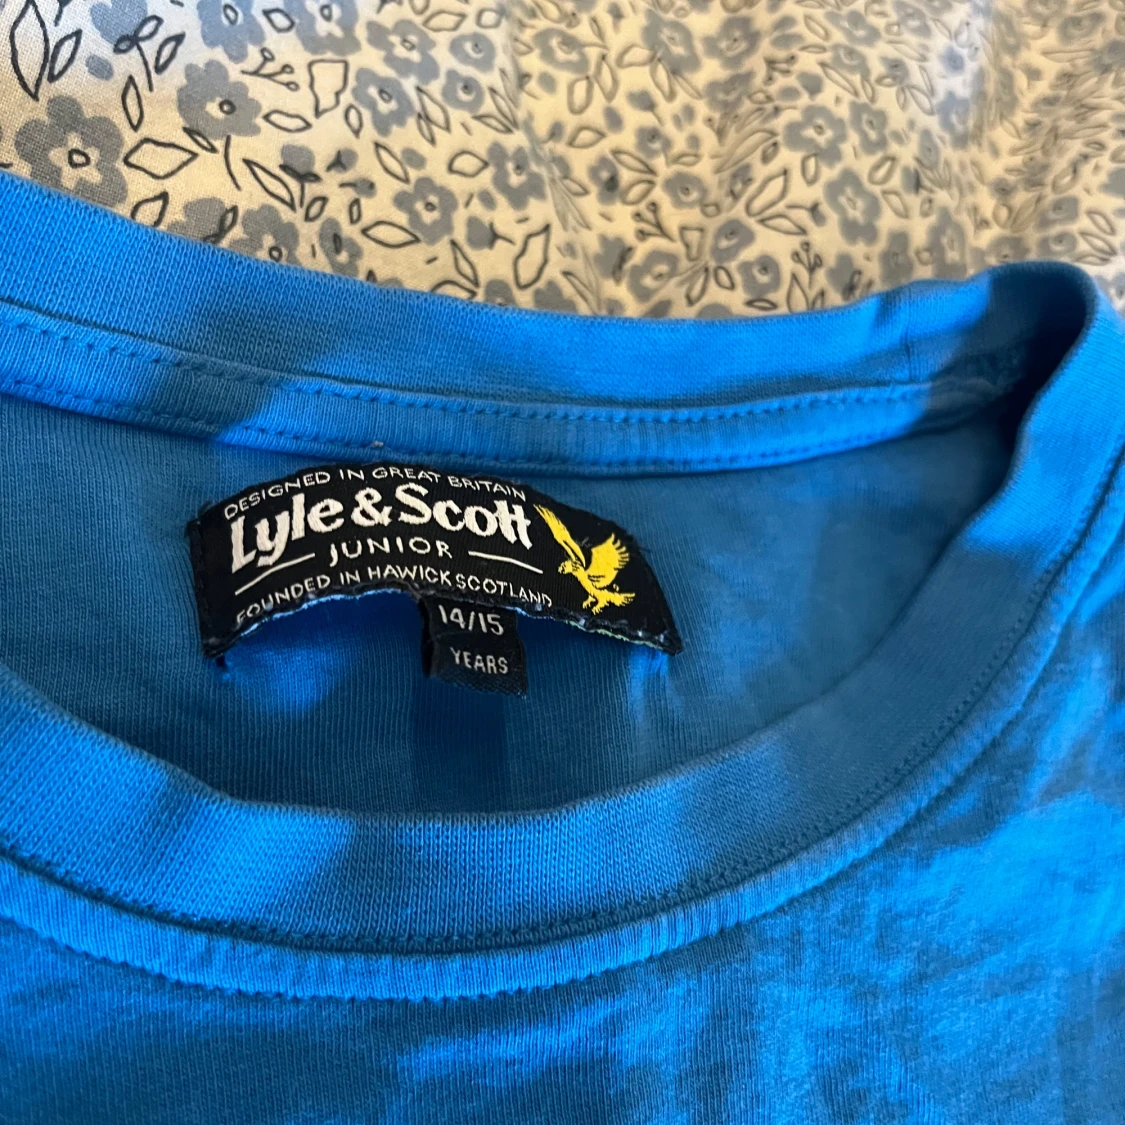 DESIGNED IN GREAT BRITAIN
Lyle & Scott
JUNIOR
FOUNDED IN HAWICK SCOTLAND
14/15
YEARS